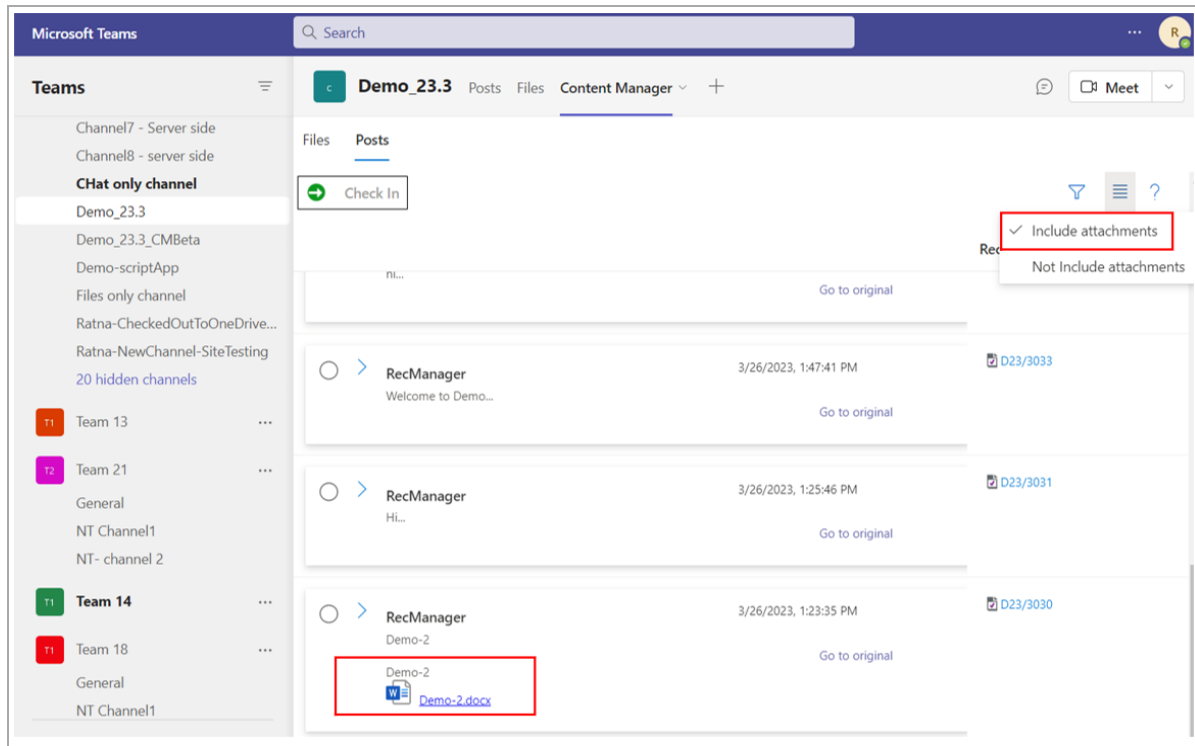 Microsoft Teams
Search
R
Teams
Channel7 - Server side
Channel8 - server side
CHat only channel
Demo_23.3
Demo_23.3_CMBeta
Demo-scriptApp
Files only channel
Ratna-CheckedOutToOneDrive...
Ratna-NewChannel-SiteTesting
20 hidden channels
T1 Team 13
T2 Team 21
General
NT Channel1
NT- channel 2
T1 Team 14
T1 Team 18
General
NT Channel1
c Demo_23.3 Posts Files Content Manager
Meet
Files Posts
Check In
?
Include attachments
Not Include attachments
Rec
hi...
Go to original
RecManager 3/26/2023, 1:47:41 PM D23/3033
Welcome to Demo...
Go to original
RecManager 3/26/2023, 1:25:46 PM D23/3031
Hi...
Go to original
RecManager 3/26/2023, 1:23:35 PM D23/3030
Demo-2
Go to original
Demo-2
W Demo-2.docx